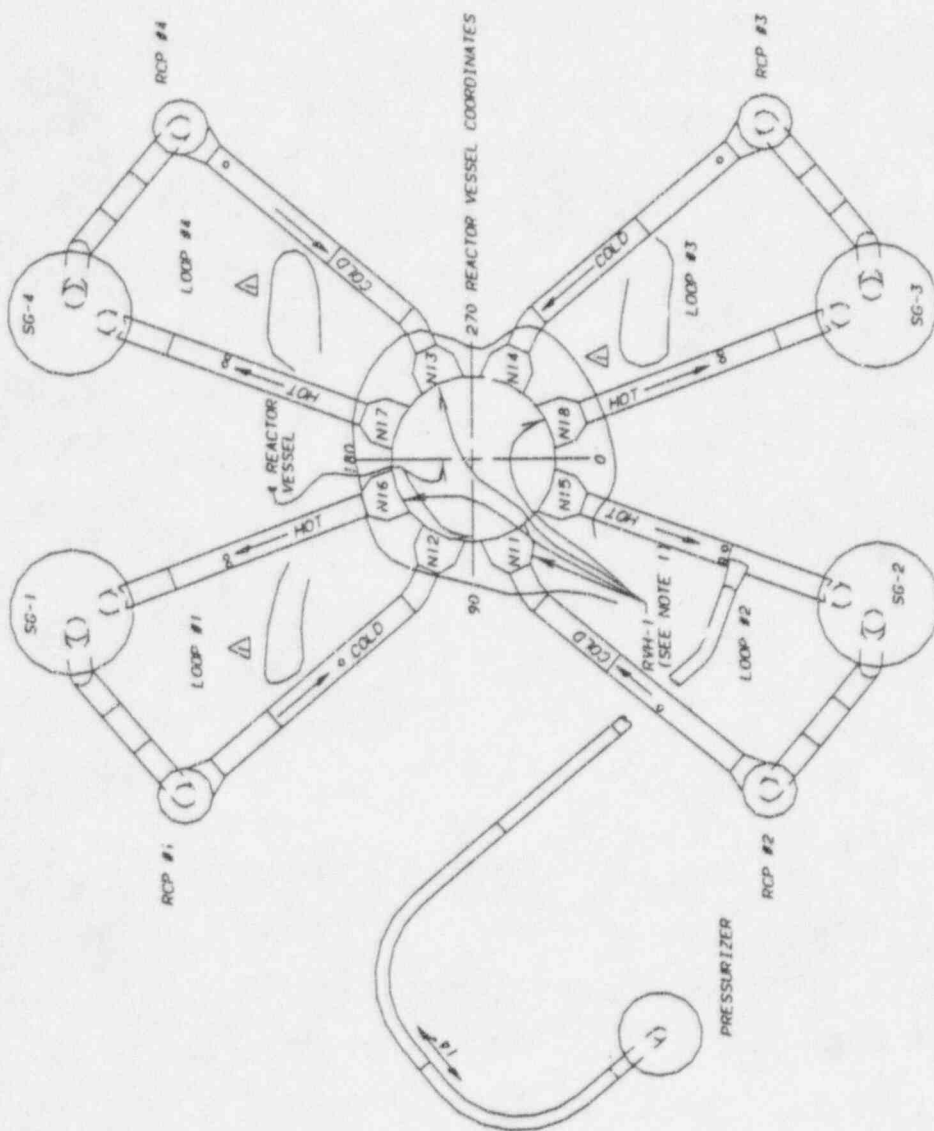 RCP #4
RCP #3
SG-4
LOOP #4
COLD
270 REACTOR VESSEL COORDINATES
COLD
LOOP #3
SG-3
HOT
N17
N13
N14
N18
HOT
REACTOR
VESSEL
180
0
N16
N15
HOT
N12
N11
HOT
90
SG-1
LOOP #1
COLD
COLD
RVH-1
(SEE NOTE 1)
LOOP #2
SG-2
RCP #1
RCP #2
14"
PRESSURIZER